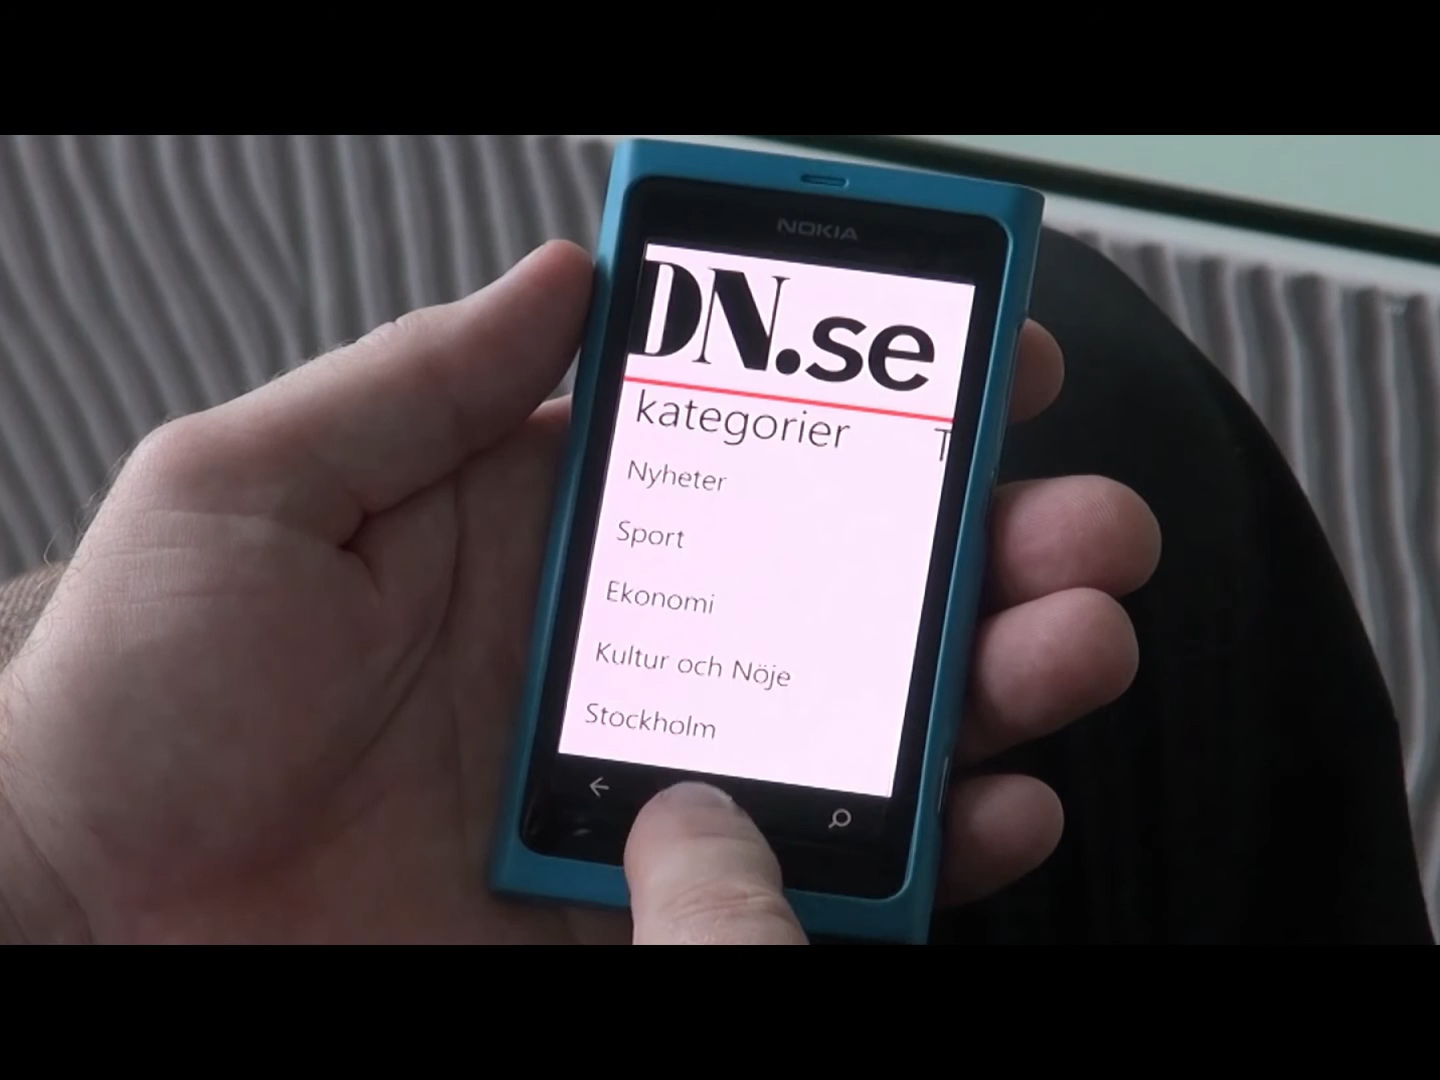 NOKIA
DN.se
kategorier
Nyheter
Sport
Ekonomi
Kultur och Nöje
Stockholm